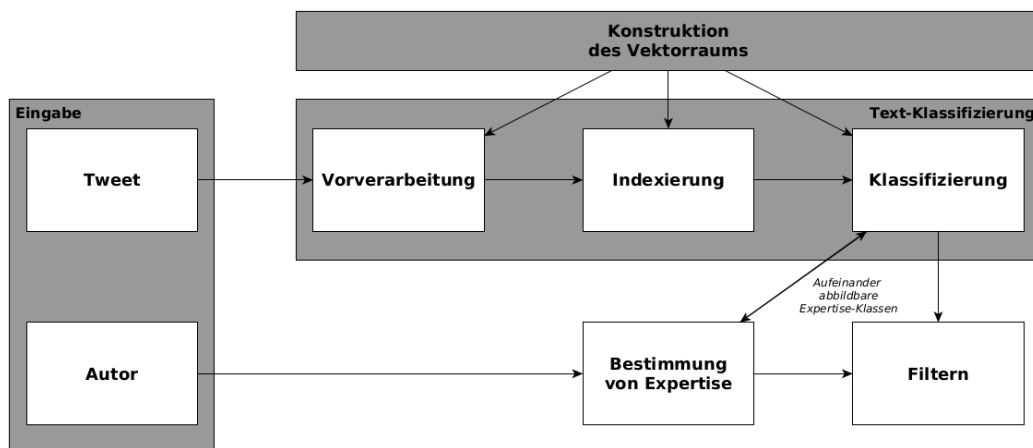 Konstruktion
des Vektorraums
Eingabe
Text-Klassifizierung
Tweet
Vorverarbeitung
Indexierung
Klassifizierung
Aufeinander
abbildbare
Expertise-Klassen
Autor
Bestimmung
von Expertise
Filtern